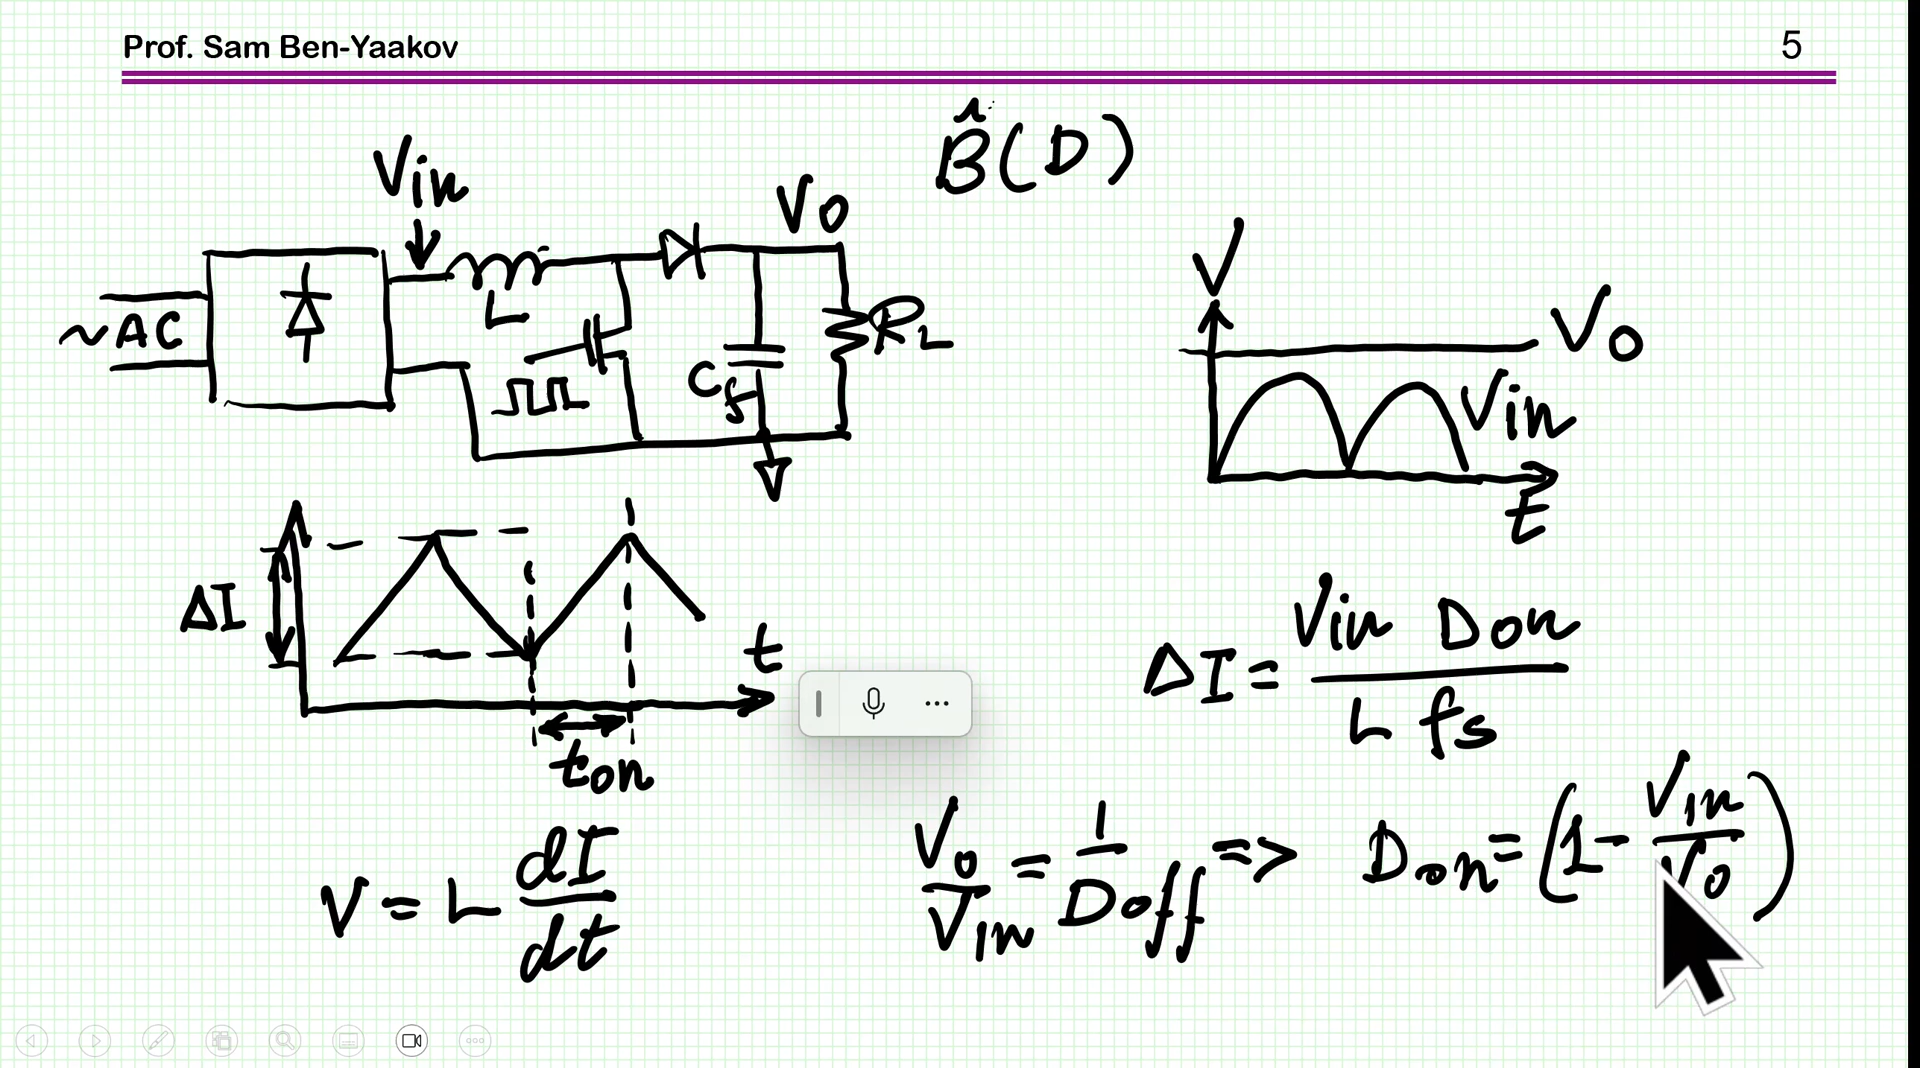 Prof. Sam Ben-Yaakov
5
B̂(D)
Vin
Vo
~AC
L
Cf
RL
V
Vo
Vin
t
ΔI
t
ton
ΔI = Vin Don / L fs
V = L dI/dt
Vo/Vin = 1/Doff => Don = (1 - Vin/Vo)